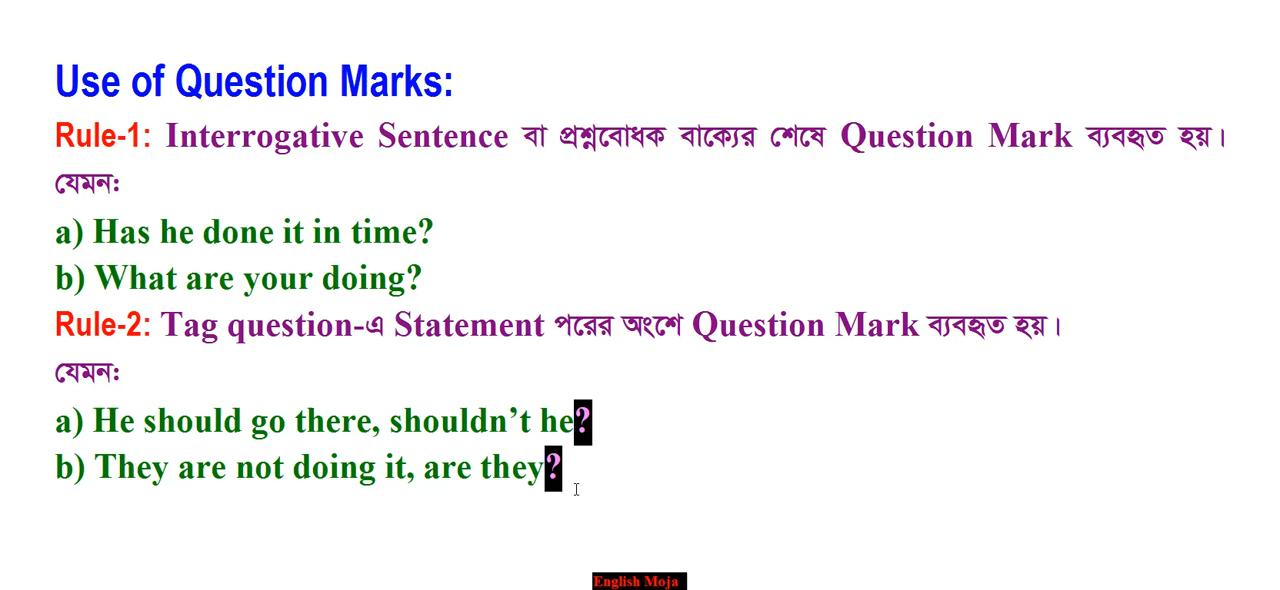 Use of Question Marks:
Rule-1: Interrogative Sentence বা প্রশ্নবোধক বাক্যের শেষে Question Mark ব্যবহৃত হয়।
যেমন:
a) Has he done it in time?
b) What are your doing?
Rule-2: Tag question-এ Statement পরের অংশে Question Mark ব্যবহৃত হয়।
যেমন:
a) He should go there, shouldn’t he?
b) They are not doing it, are they?
English Moja